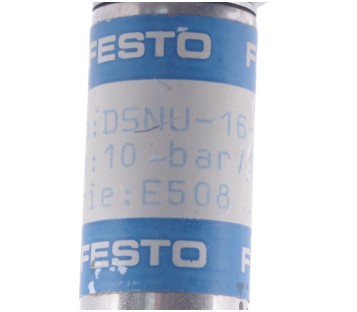 FESTO F
:DSNU-16-
:10 bar/
ie:E508
FESTO F